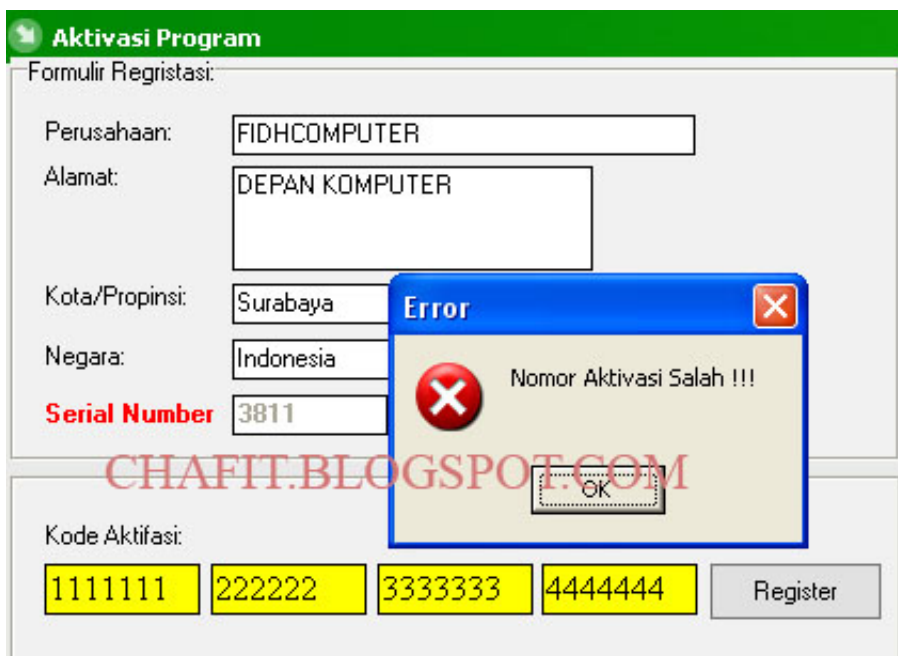 Aktivasi Program
Formulir Regristasi:
Perusahaan: FIDHCOMPUTER
Alamat: DEPAN KOMPUTER
Kota/Propinsi: Surabaya
Negara: Indonesia
Serial Number 3811
Error
Nomor Aktivasi Salah !!!
OK
CHAFIT.BLOGSPOT.COM
Kode Aktifasi:
1111111 222222 3333333 4444444 Register